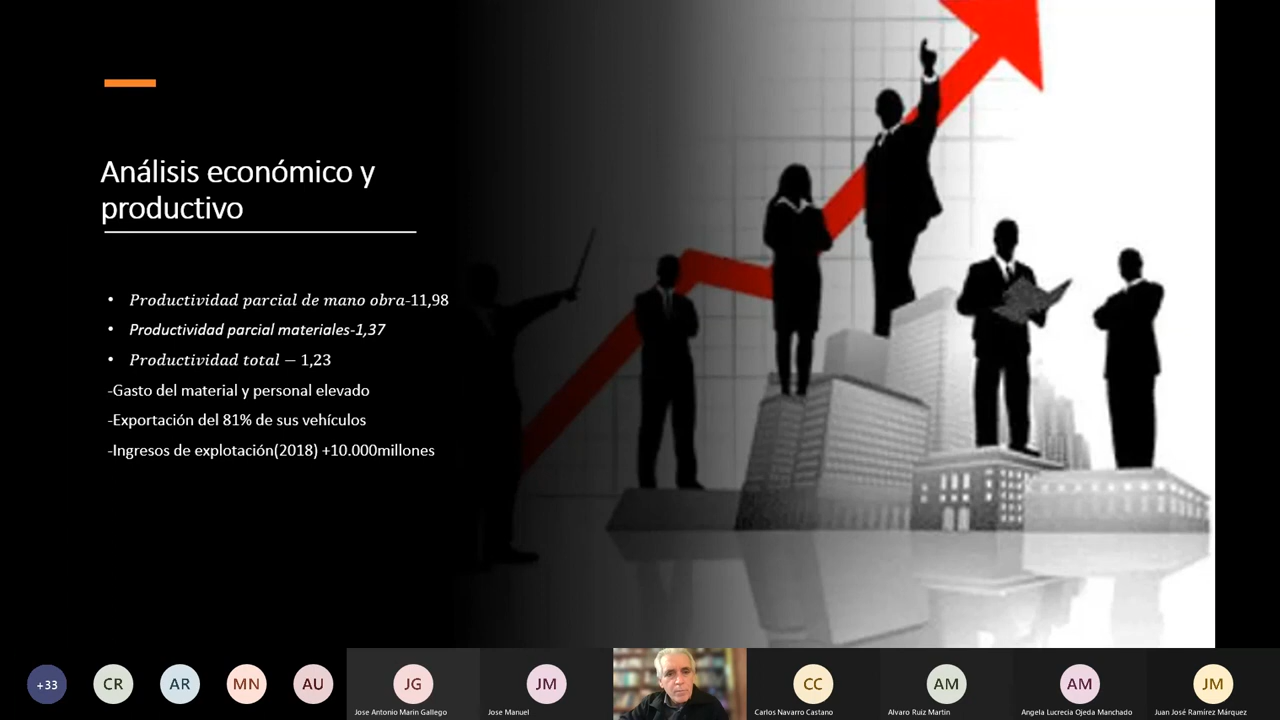 Análisis económico y
productivo
• Productividad parcial de mano obra-11,98
• Productividad parcial materiales-1,37
• Productividad total − 1,23
-Gasto del material y personal elevado
-Exportación del 81% de sus vehículos
-Ingresos de explotación(2018) +10.000millones
+33
CR
AR
MN
AU
JG
JM
CC
AM
AM
JM
Jose Antonio Marin Gallego
Jose Manuel
Carlos Navarro Castano
Alvaro Ruiz Martin
Angela Lucrecia Ojeda Manchado
Juan José Ramírez Márquez